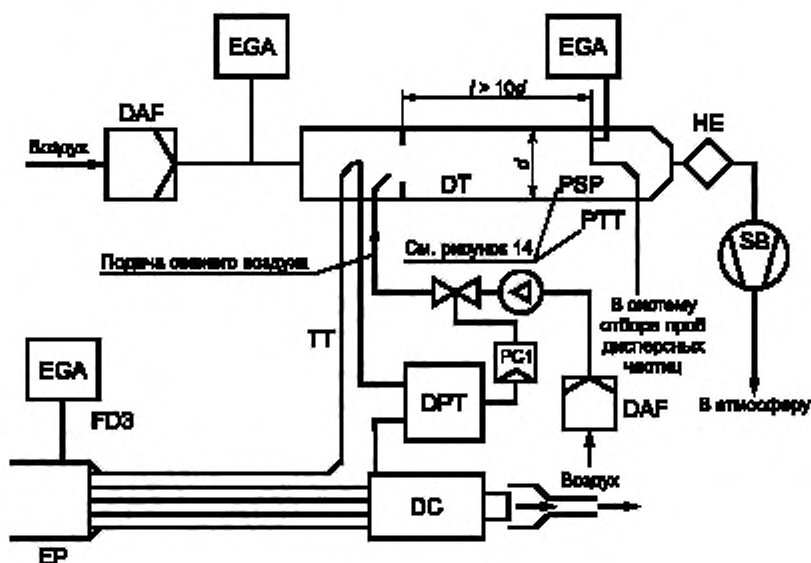 EGA
EGA
l > 10d
DAF
HE
Воздух
d
DT
PSP
PTT
SB
См. рисунок 14
Подача свежего воздуха
В систему
отбора проб
дисперсных
частиц
TT
EGA
PC1
FD3
DPT
DAF
В атмосферу
Воздух
DC
EP